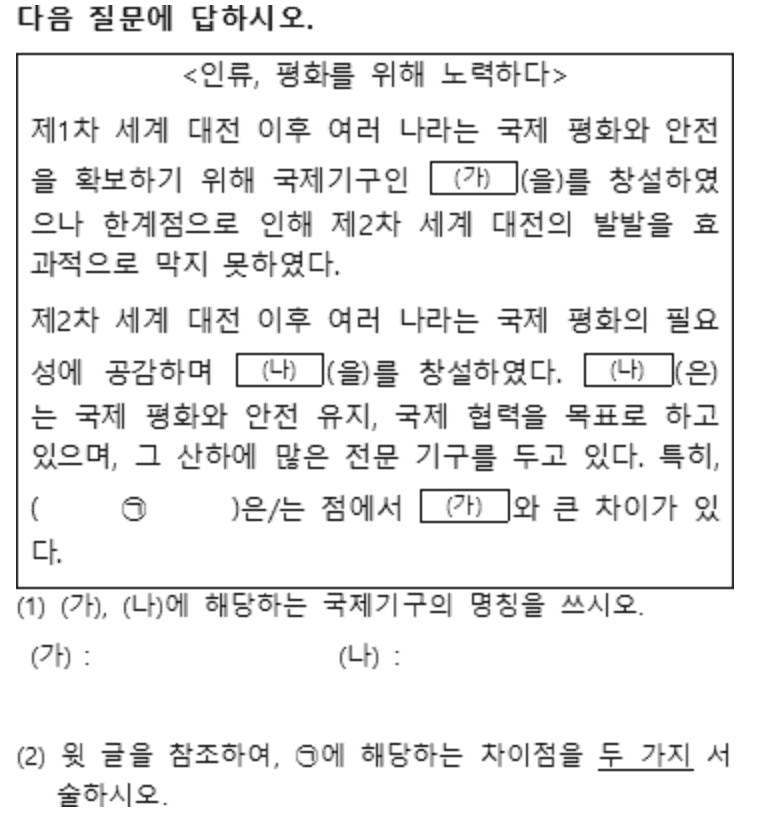 다음 질문에 답하시오.
<인류, 평화를 위해 노력하다>
제1차 세계 대전 이후 여러 나라는 국제 평화와 안전
을 확보하기 위해 국제기구인 (가) (을)를 창설하였
으나 한계점으로 인해 제2차 세계 대전의 발발을 효
과적으로 막지 못하였다.
제2차 세계 대전 이후 여러 나라는 국제 평화의 필요
성에 공감하며 (나) (을)를 창설하였다. (나) (은)
는 국제 평화와 안전 유지, 국제 협력을 목표로 하고
있으며, 그 산하에 많은 전문 기구를 두고 있다. 특히,
( ㉠ )은/는 점에서 (가) 와 큰 차이가 있
다.
(1) (가), (나)에 해당하는 국제기구의 명칭을 쓰시오.
(가) : (나) :
(2) 윗 글을 참조하여, ㉠에 해당하는 차이점을 두 가지 서
술하시오.